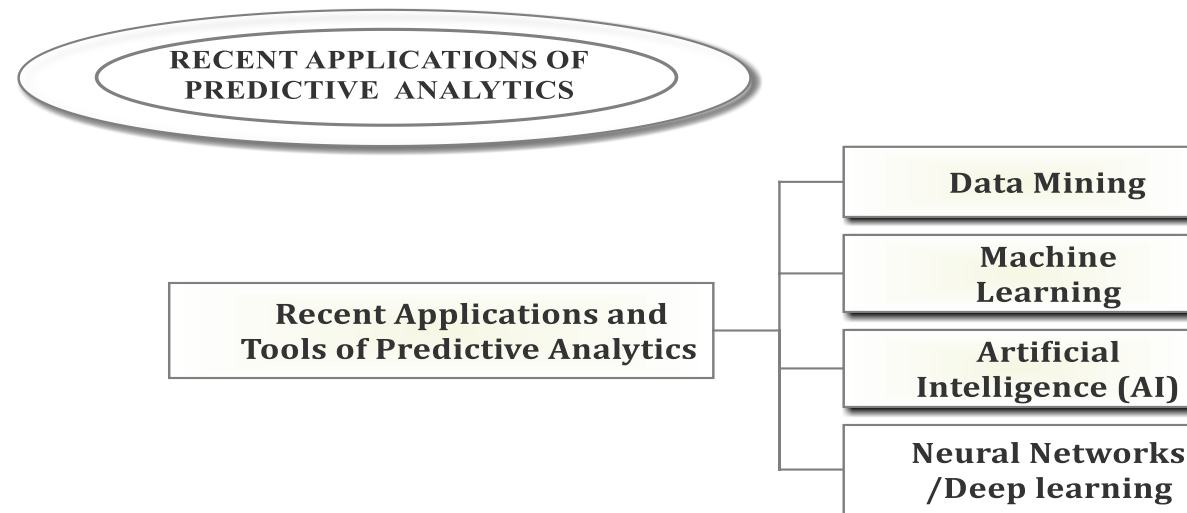 RECENT APPLICATIONS OF
PREDICTIVE ANALYTICS
Data Mining
Machine
Learning
Recent Applications and
Tools of Predictive Analytics
Artificial
Intelligence (AI)
Neural Networks
/Deep learning